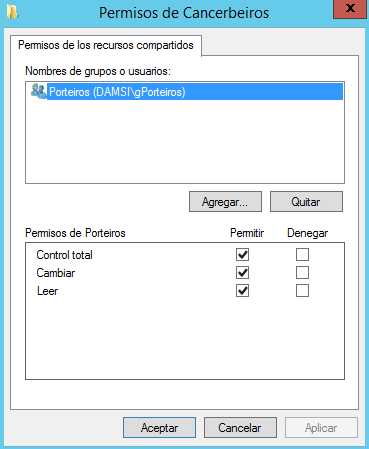 Permisos de Cancerbeiros
x
Permisos de los recursos compartidos
Nombres de grupos o usuarios:
Porteiros (DAMSI\gPorteiros)
Agregar... Quitar
Permisos de Porteiros Permitir Denegar
Control total
Cambiar
Leer
Aceptar Cancelar Aplicar